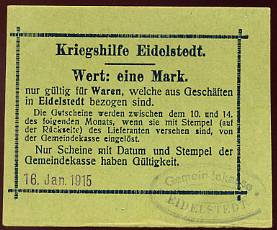 Kriegshilfe Eidelstedt.
Wert: eine Mark.
nur gültig für Waren, welche aus Geschäften
in Eidelstedt bezogen sind.
Die Gutscheine werden zwischen dem 10. und 14.
des folgenden Monats, wenn sie mit Stempel (auf
der Rückseite) des Lieferanten versehen sind, von
der Gemeindekasse eingelöst.
Nur Scheine mit Datum und Stempel der
Gemeindekasse haben Gültigkeit.
16. Jan. 1915
EIDELSTEDT